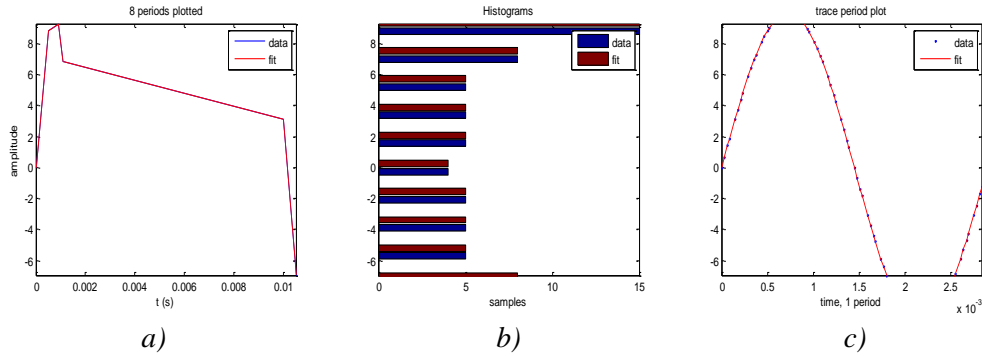 8 periods plotted
8
6
4
2
0
-2
-4
-6
amplitude
data
fit
0
0.002
0.004
0.006
0.008
0.01
t (s)
a)
Histograms
8
6
4
2
0
-2
-4
-6
data
fit
0
5
10
15
samples
b)
trace period plot
8
6
4
2
0
-2
-4
-6
data
fit
0
0.5
1
1.5
2
2.5
x 10⁻³
time, 1 period
c)